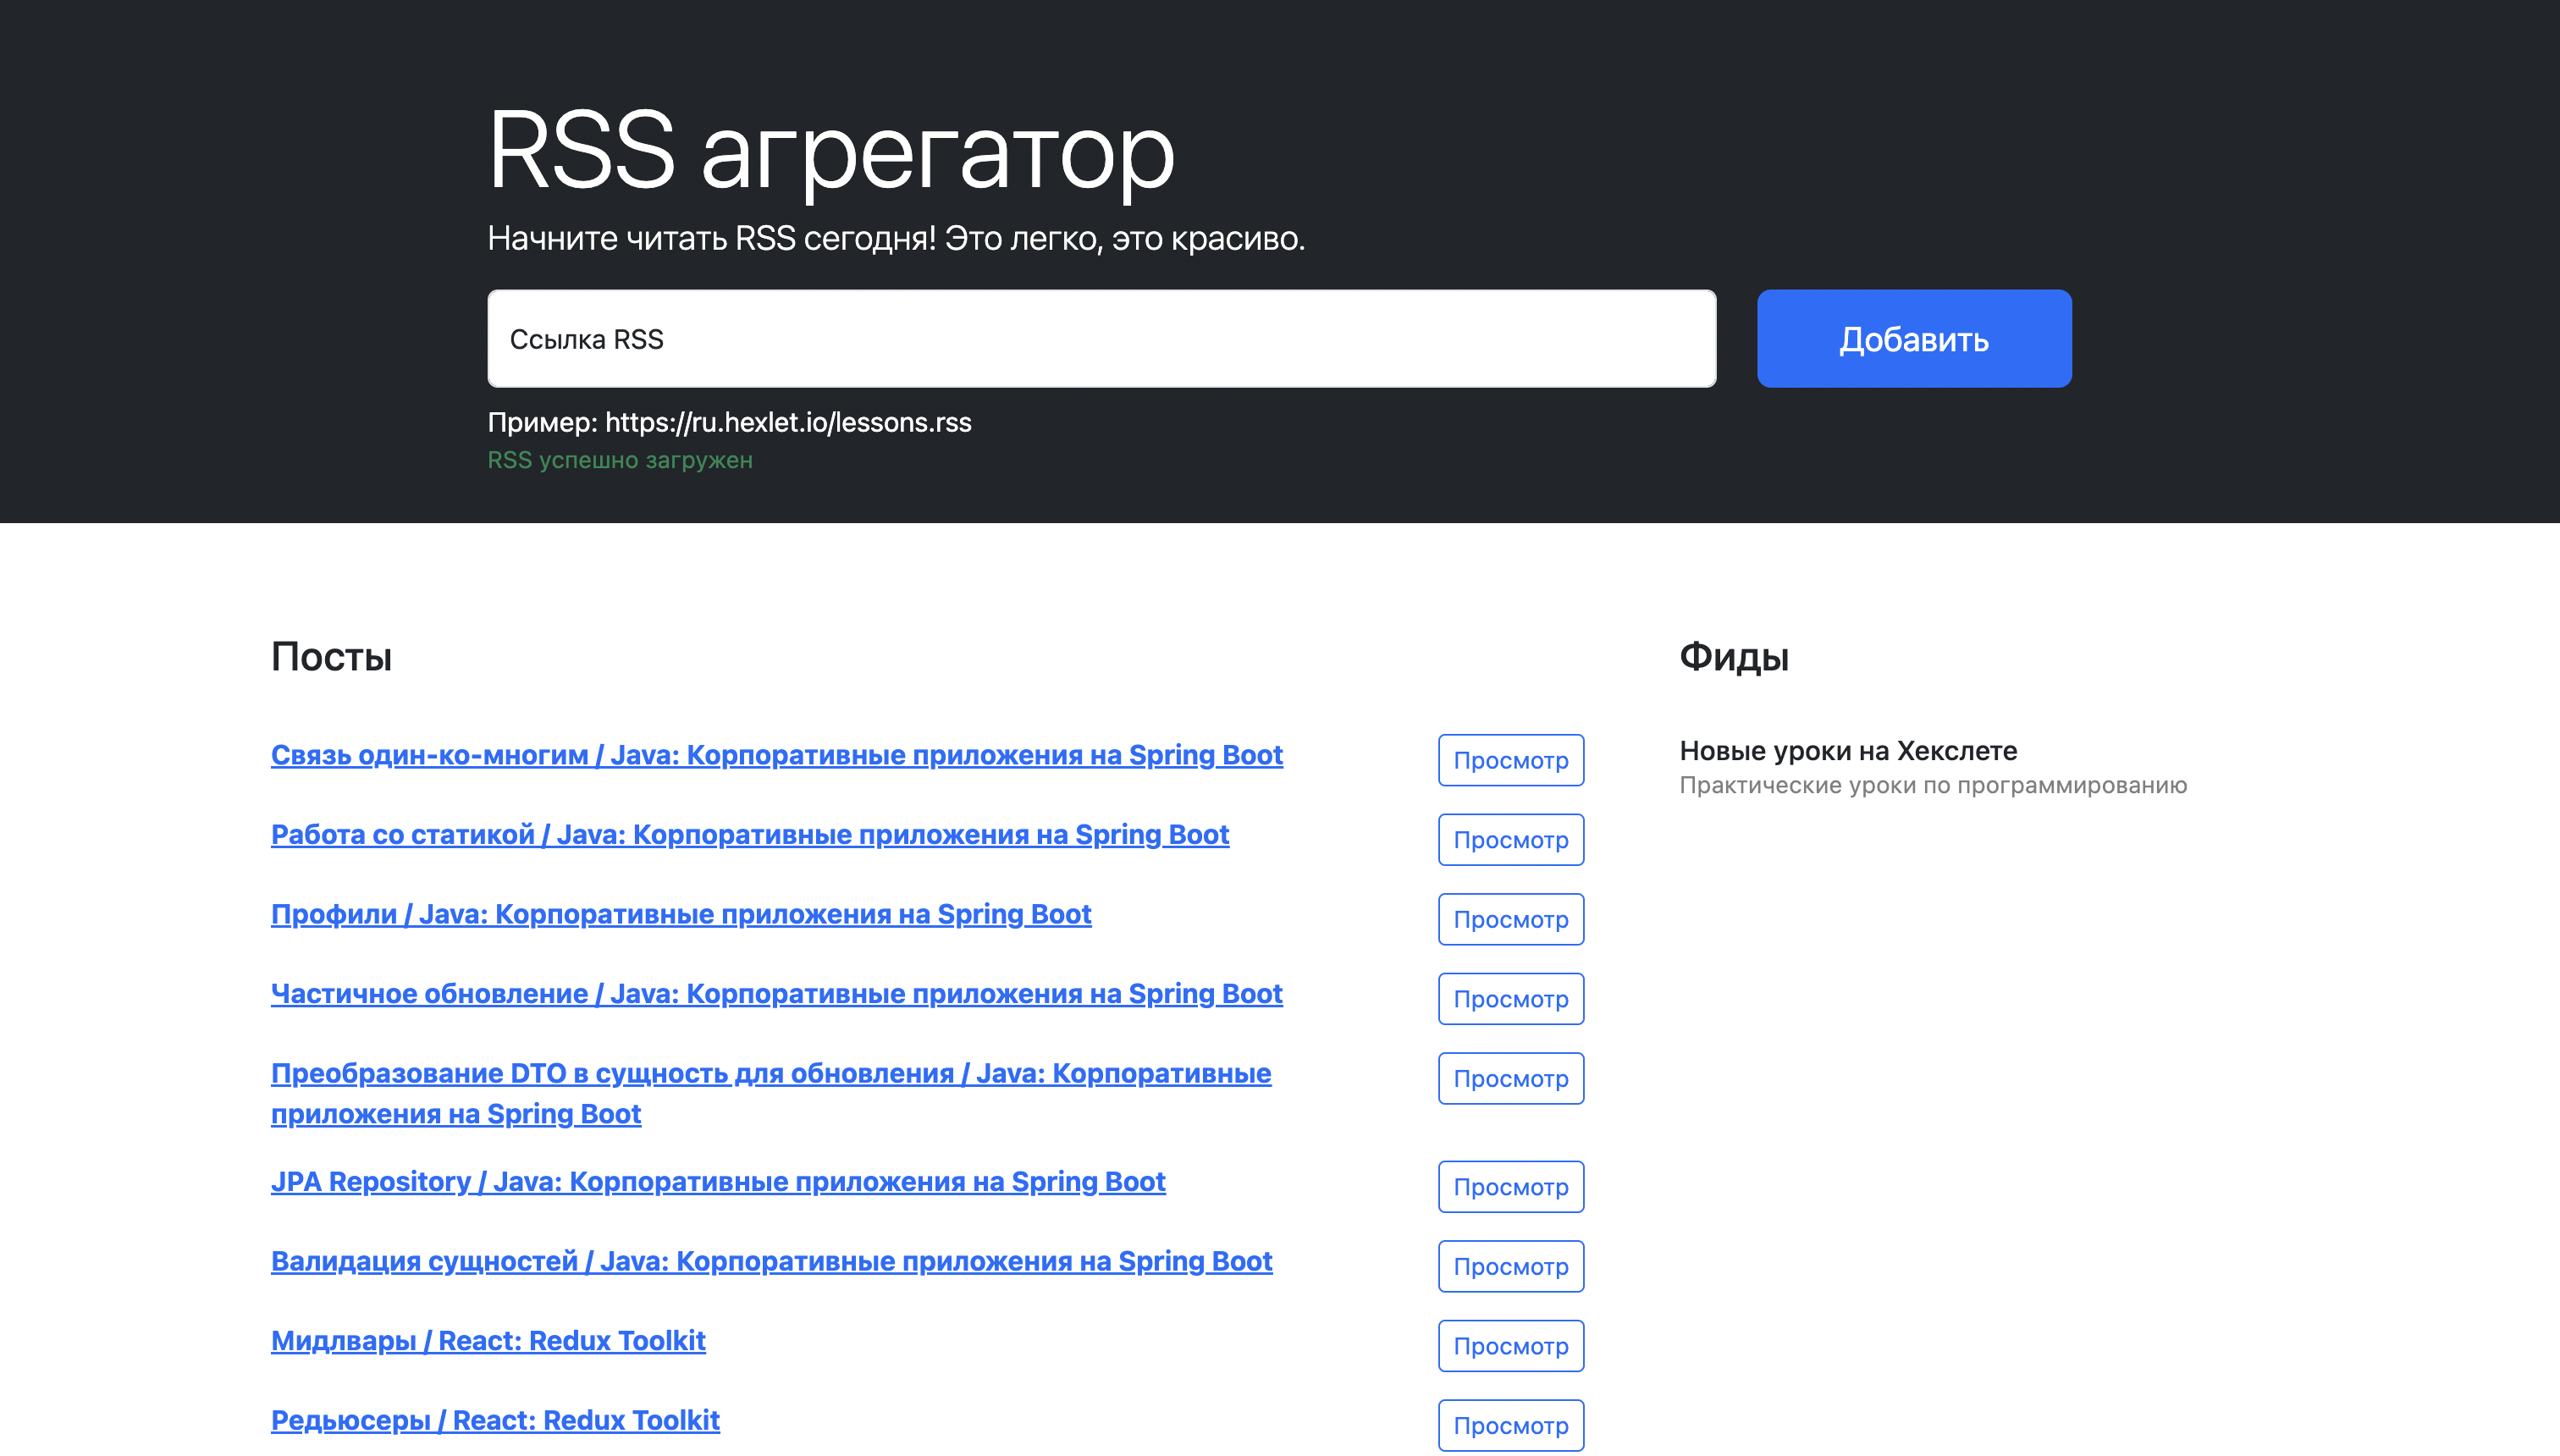 RSS агрегатор
Начните читать RSS сегодня! Это легко, это красиво.
Ссылка RSS
Добавить
Пример: https://ru.hexlet.io/lessons.rss
RSS успешно загружен
Посты
Связь один-ко-многим / Java: Корпоративные приложения на Spring Boot
Просмотр
Работа со статикой / Java: Корпоративные приложения на Spring Boot
Просмотр
Профили / Java: Корпоративные приложения на Spring Boot
Просмотр
Частичное обновление / Java: Корпоративные приложения на Spring Boot
Просмотр
Преобразование DTO в сущность для обновления / Java: Корпоративные
приложения на Spring Boot
Просмотр
JPA Repository / Java: Корпоративные приложения на Spring Boot
Просмотр
Валидация сущностей / Java: Корпоративные приложения на Spring Boot
Просмотр
Мидлвары / React: Redux Toolkit
Просмотр
Редьюсеры / React: Redux Toolkit
Просмотр
Фиды
Новые уроки на Хекслете
Практические уроки по программированию